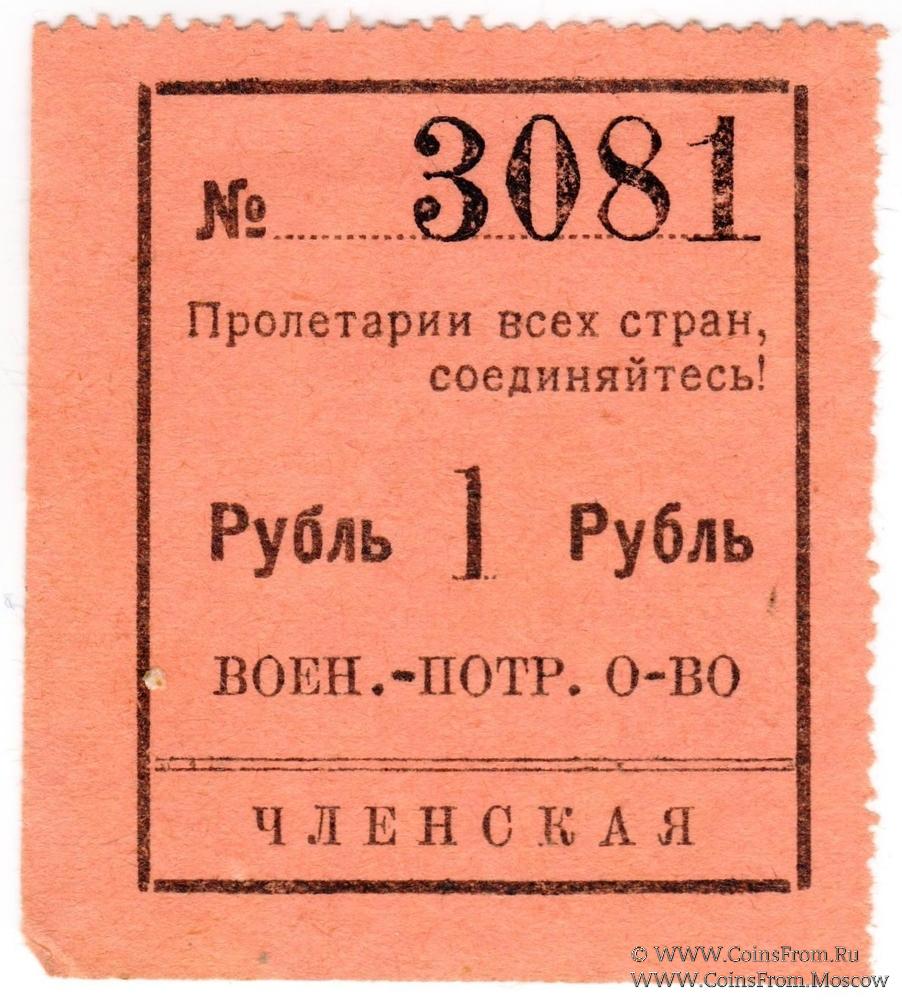 № 3081
Пролетарии всех стран,
соединяйтесь!
Рубль 1 Рубль
ВОЕН.-ПОТР. О-ВО
ЧЛЕНСКАЯ
© WWW.CoinsFrom.Ru
WWW.CoinsFrom.Moscow